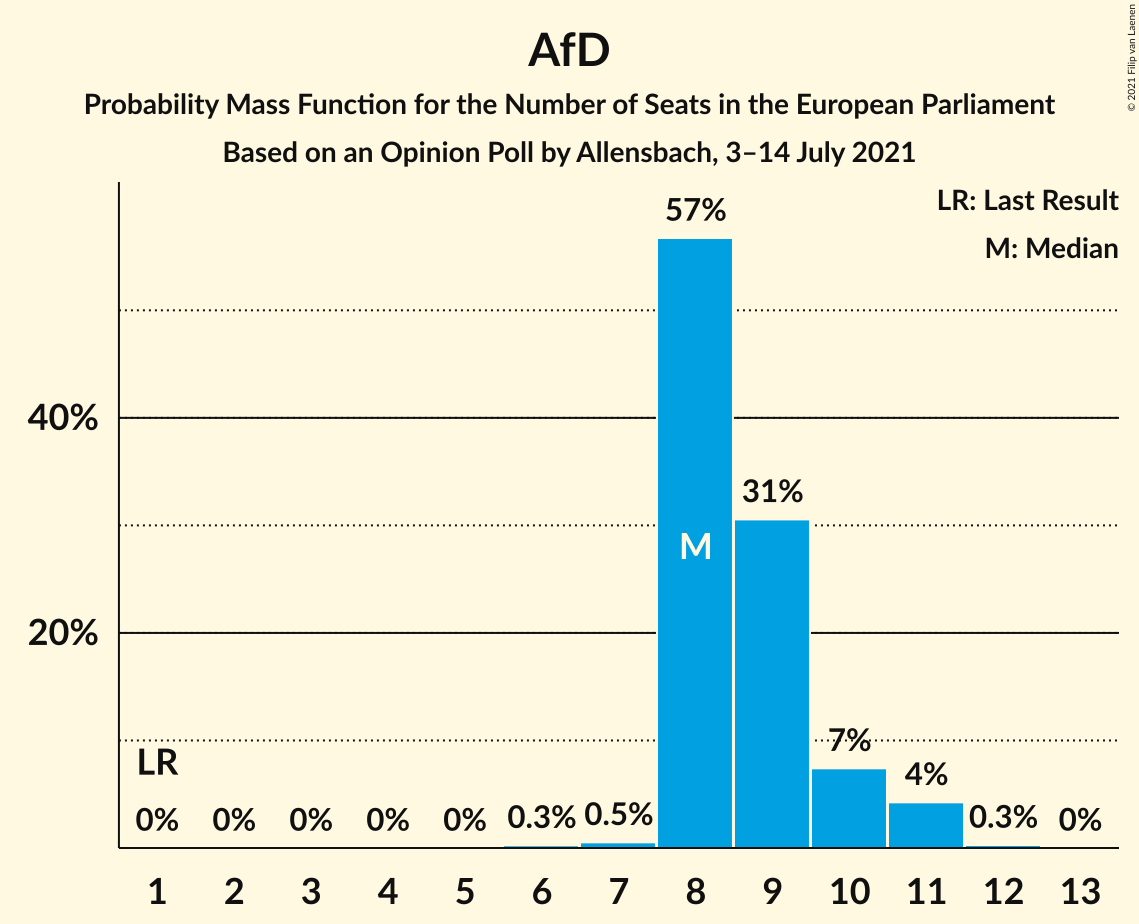 AfD
Probability Mass Function for the Number of Seats in the European Parliament
Based on an Opinion Poll by Allensbach, 3–14 July 2021
© 2021 Filip van Laenen
LR: Last Result
M: Median
57%
40%
31%
M
20%
LR
7%
4%
0% 0% 0% 0% 0% 0.3% 0.5% 0.3% 0%
1 2 3 4 5 6 7 8 9 10 11 12 13